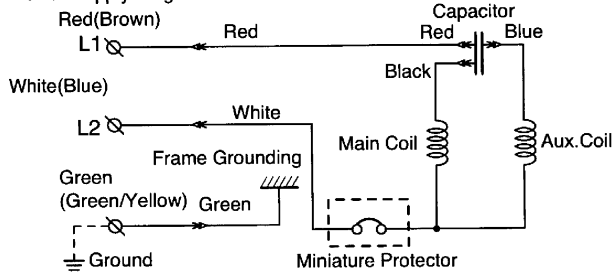 Red(Brown)
Capacitor
L1
Red
Red
Blue
Black
White(Blue)
L2
White
Main Coil
Aux.Coil
Frame Grounding
Green
(Green/Yellow)
Green
Ground
Miniature Protector